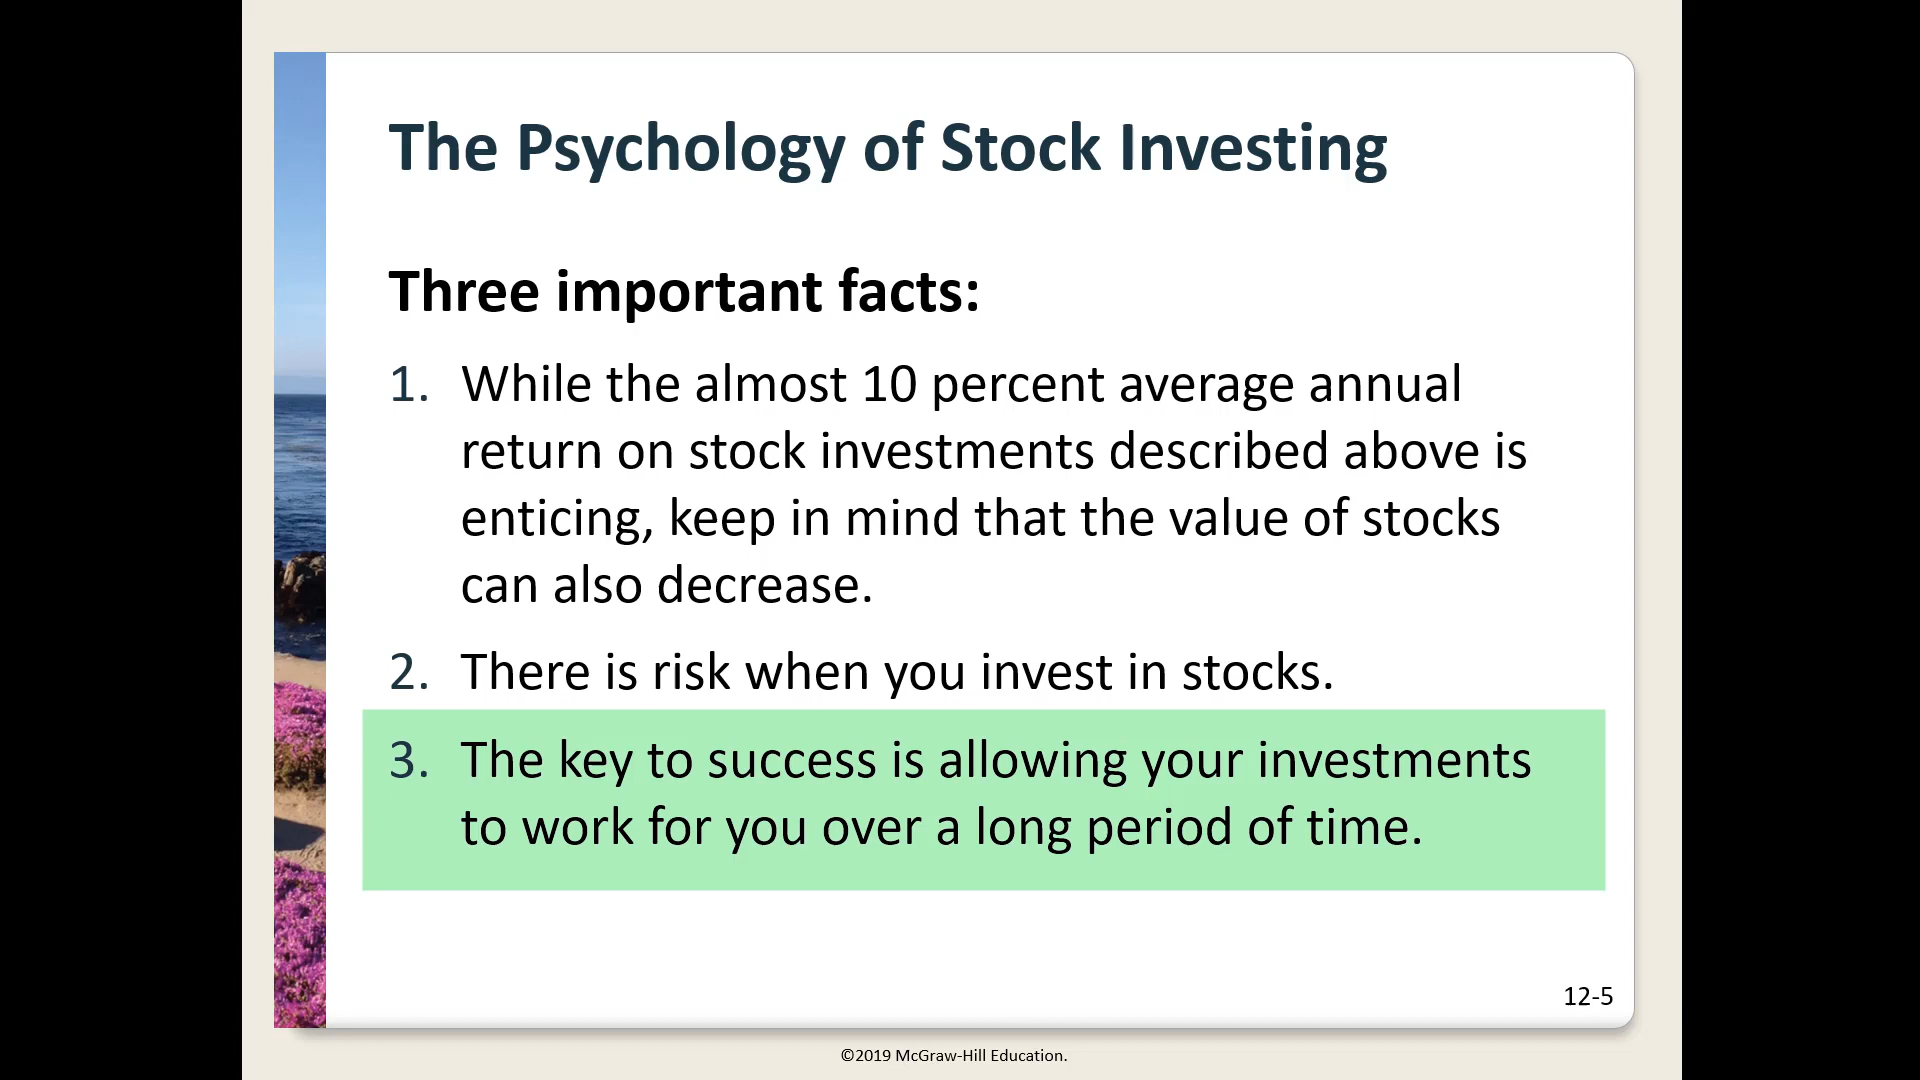 The Psychology of Stock Investing
Three important facts:
1. While the almost 10 percent average annual
return on stock investments described above is
enticing, keep in mind that the value of stocks
can also decrease.
2. There is risk when you invest in stocks.
3. The key to success is allowing your investments
to work for you over a long period of time.
12-5
©2019 McGraw-Hill Education.